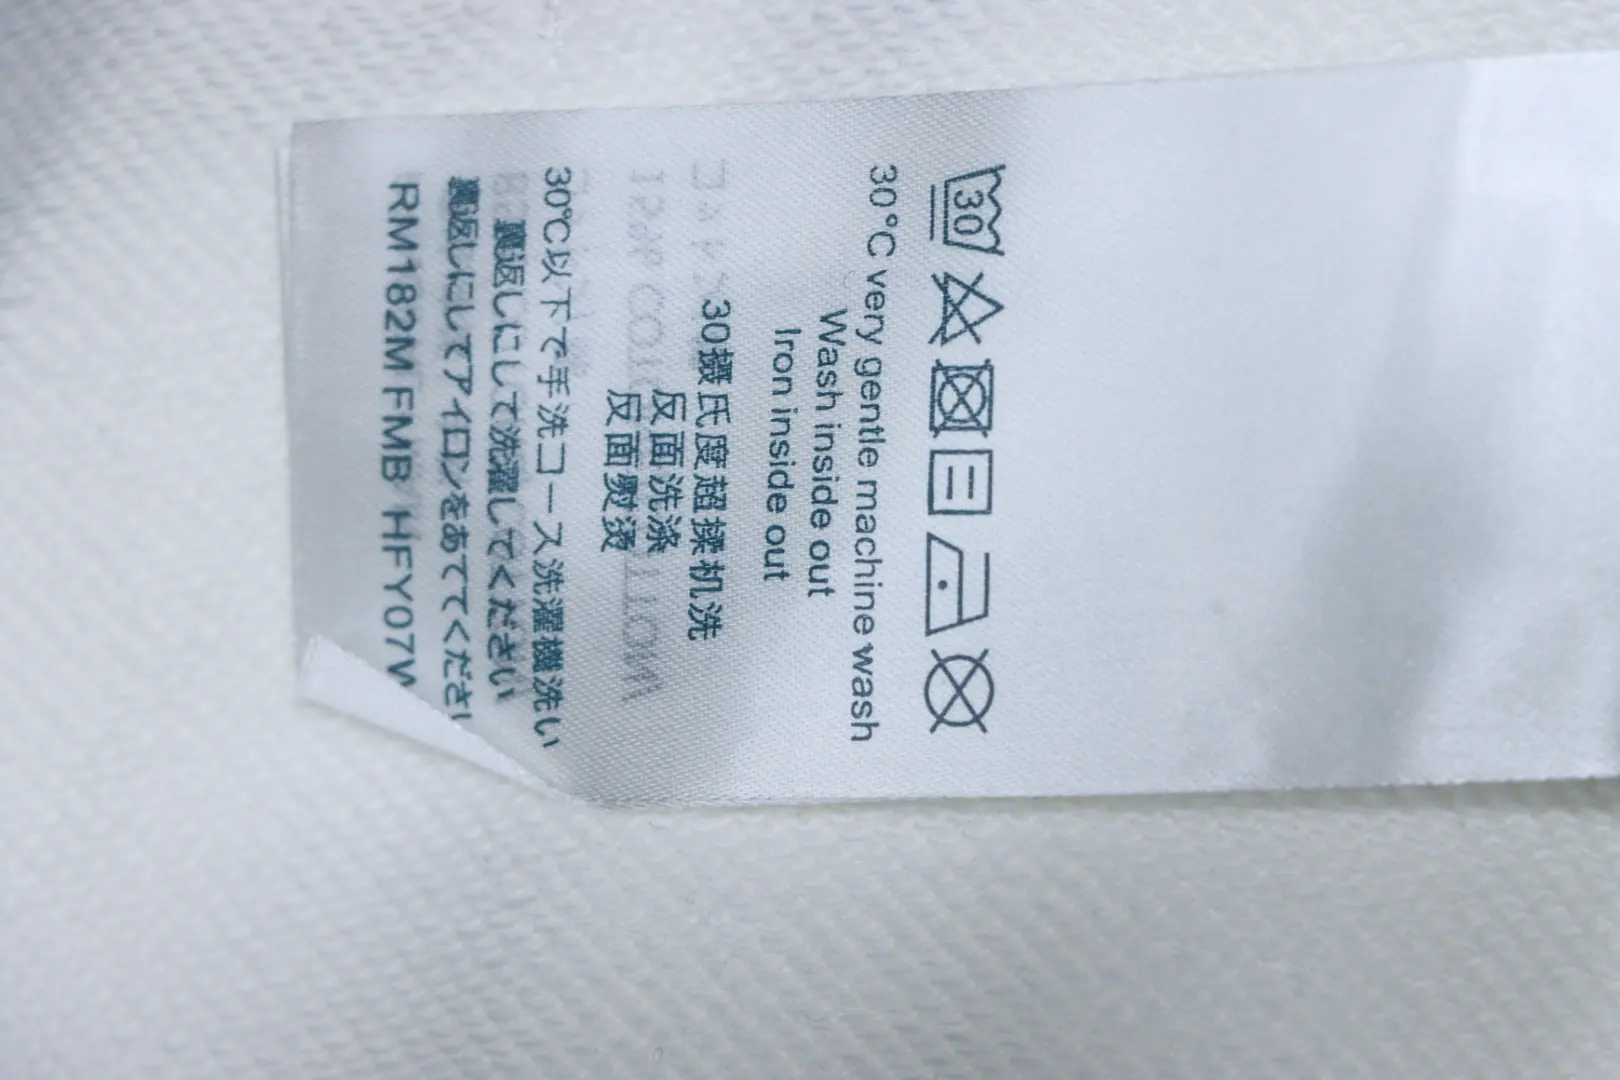 30
30°C very gentle machine wash
Wash inside out
Iron inside out
30摄氏度超揉机洗
反面洗涤
反面熨烫
30℃以下で手洗コース洗濯機洗い
裏返しにして洗濯してください
裏返しにしてアイロンをあててくださ
RM182M FMB HFY07W